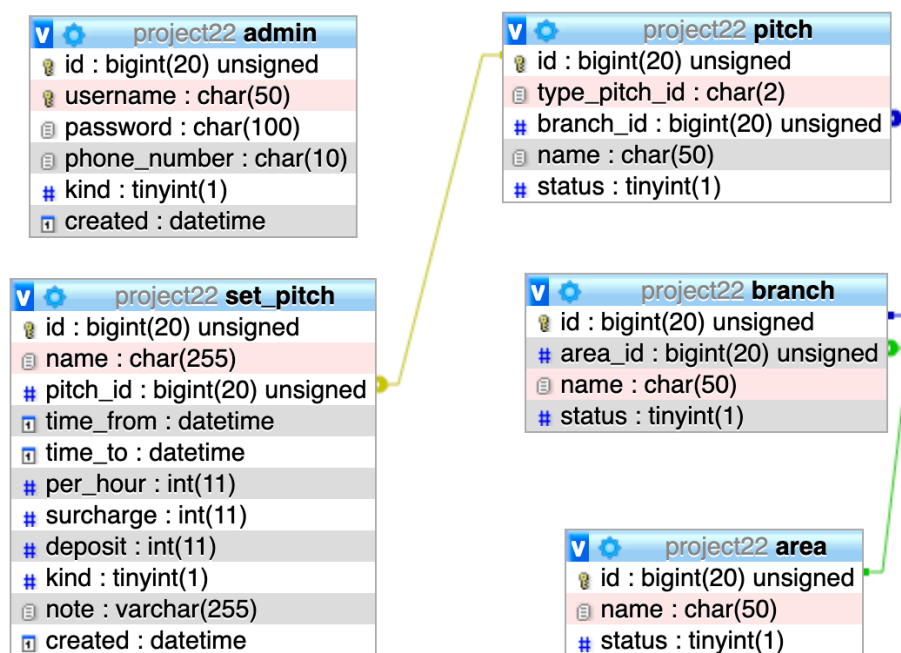 project22 admin
id : bigint(20) unsigned
username : char(50)
password : char(100)
phone_number : char(10)
kind : tinyint(1)
created : datetime
project22 pitch
id : bigint(20) unsigned
type_pitch_id : char(2)
branch_id : bigint(20) unsigned
name : char(50)
status : tinyint(1)
project22 set_pitch
id : bigint(20) unsigned
name : char(255)
pitch_id : bigint(20) unsigned
time_from : datetime
time_to : datetime
per_hour : int(11)
surcharge : int(11)
deposit : int(11)
kind : tinyint(1)
note : varchar(255)
created : datetime
project22 branch
id : bigint(20) unsigned
area_id : bigint(20) unsigned
name : char(50)
status : tinyint(1)
project22 area
id : bigint(20) unsigned
name : char(50)
status : tinyint(1)